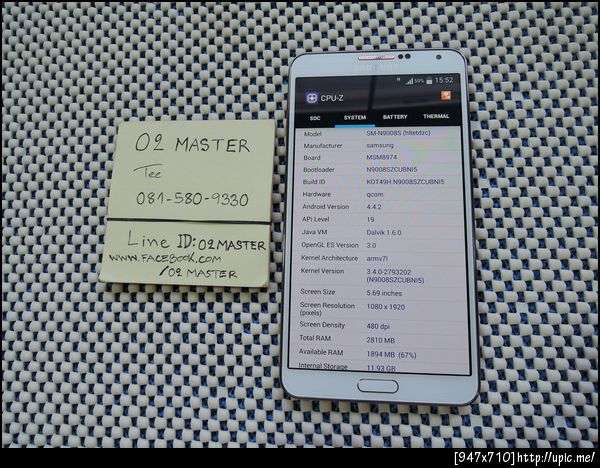 02 MASTER
Tee
081-580-9330
Line ID:02MASTER
WWW.FACEBOOK.COM
/02 MASTER
SAMSUNG
H 59% 15:52
CPU-Z
SOC SYSTEM BATTERY THERMAL
Model SM-N9008S (hltetdzc)
Manufacturer samsung
Board MSM8974
Bootloader N9008SZCUBNI5
Build ID KOT49H.N9008SZCUBNI5
Hardware qcom
Android Version 4.4.2
API Level 19
Java VM Dalvik 1.6.0
OpenGL ES Version 3.0
Kernel Architecture armv7l
Kernel Version 3.4.0-2793202
(N9008SZCUBNI5)
Screen Size 5.69 inches
Screen Resolution 1080 x 1920
(pixels)
Screen Density 480 dpi
Total RAM 2810 MB
Available RAM 1894 MB (67%)
Internal Storage 11.93 GB
[947x710]http://upic.me/